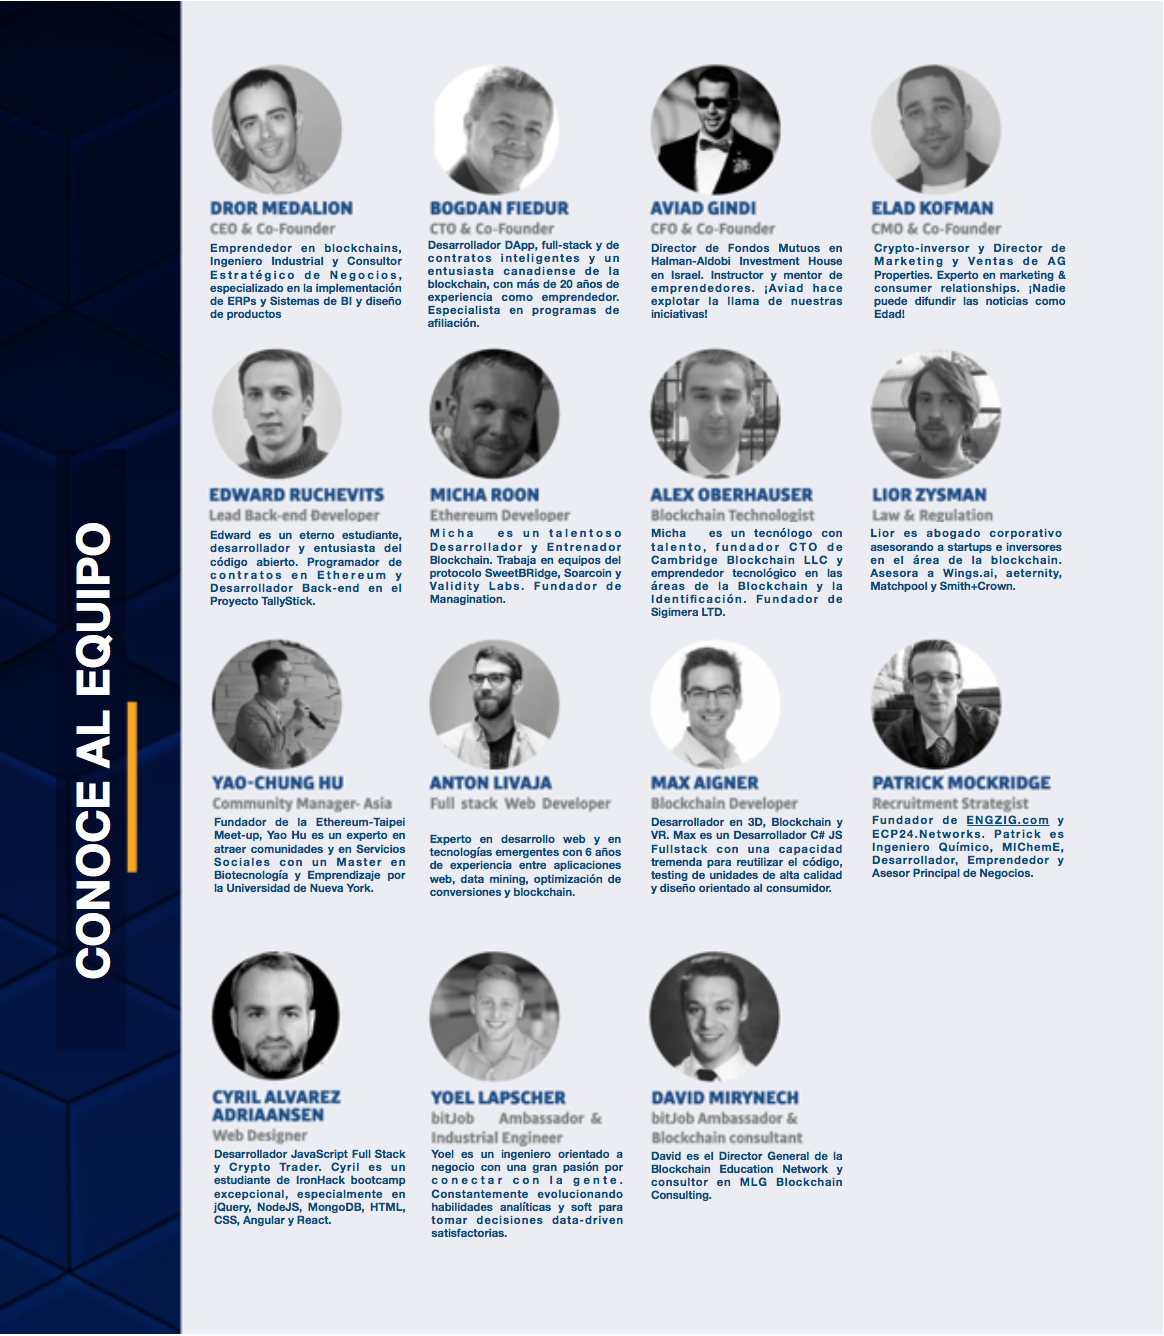 CONOCE AL EQUIPO
DROR MEDALION
CEO & Co-Founder
Emprendedor en blockchains,
Ingeniero Industrial y Consultor
Estratégico de Negocios,
especializado en la implementación
de ERPs y Sistemas de BI y diseño
de productos
BOGDAN FIEDUR
CTO & Co-Founder
Desarrollador DApp, full-stack y de
contratos inteligentes y un
entusiasta canadiense de la
blockchain, con más de 20 años de
experiencia como emprendedor.
Especialista en programas de
afiliación.
AVIAD GINDI
CFO & Co-Founder
Director de Fondos Mutuos en
Halman-Aldobi Investment House
en Israel. Instructor y mentor de
emprendedores. ¡Aviad hace
explotar la llama de nuestras
iniciativas!
ELAD KOFMAN
CMO & Co-Founder
Crypto-inversor y Director de
Marketing y Ventas de AG
Properties. Experto en marketing &
consumer relationships. ¡Nadie
puede difundir las noticias como
Edad!
EDWARD RUCHEVITS
Lead Back-end Developer
Edward es un eterno estudiante,
desarrollador y entusiasta del
código abierto. Programador de
contratos en Ethereum y
Desarrollador Back-end en el
Proyecto TallyStick.
MICHA ROON
Ethereum Developer
Micha es un talentoso
Desarrollador y Entrenador
Blockchain. Trabaja en equipos del
protocolo SweetBRidge, Soarcoin y
Validity Labs. Fundador de
Managination.
ALEX OBERHAUSER
Blockchain Technologist
Micha es un tecnólogo con
talento, fundador CTO de
Cambridge Blockchain LLC y
emprendedor tecnológico en las
áreas de la Blockchain y la
Identificación. Fundador de
Sigimera LTD.
LIOR ZYSMAN
Law & Regulation
Lior es abogado corporativo
asesorando a startups e inversores
en el área de la blockchain.
Asesora a Wings.ai, aeternity,
Matchpool y Smith+Crown.
YAO-CHUNG HU
Community Manager- Asia
Fundador de la Ethereum-Taipei
Meet-up, Yao Hu es un experto en
atraer comunidades y en Servicios
Sociales con un Master en
Biotecnología y Emprendizaje por
la Universidad de Nueva York.
ANTON LIVAJA
Full stack Web Developer
Experto en desarrollo web y en
tecnologías emergentes con 6 años
de experiencia entre aplicaciones
web, data mining, optimización de
conversiones y blockchain.
MAX AIGNER
Blockchain Developer
Desarrollador en 3D, Blockchain y
VR. Max es un Desarrollador C# JS
Fullstack con una capacidad
tremenda para reutilizar el código,
testing de unidades de alta calidad
y diseño orientado al consumidor.
PATRICK MOCKRIDGE
Recruitment Strategist
Fundador de ENGZIG.com y
ECP24.Networks. Patrick es
Ingeniero Químico, MIChemE,
Desarrollador, Emprendedor y
Asesor Principal de Negocios.
CYRIL ALVAREZ
ADRIAANSEN
Web Designer
Desarrollador JavaScript Full Stack
y Crypto Trader. Cyril es un
estudiante de IronHack bootcamp
excepcional, especialmente en
jQuery, NodeJS, MongoDB, HTML,
CSS, Angular y React.
YOEL LAPSCHER
bitJob Ambassador &
Industrial Engineer
Yoel es un ingeniero orientado a
negocio con una gran pasión por
conectar con la gente.
Constantemente evolucionando
habilidades analíticas y soft para
tomar decisiones data-driven
satisfactorias.
DAVID MIRYNECH
bitJob Ambassador &
Blockchain consultant
David es el Director General de la
Blockchain Education Network y
consultor en MLG Blockchain
Consulting.